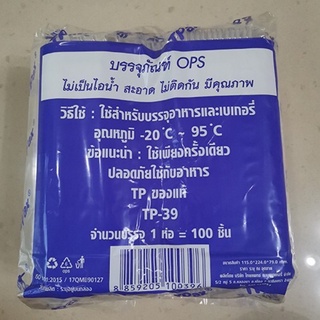 บรรจุภัณฑ์ OPS
ไม่เป็นไอน้ำ สะอาด ไม่ติดกัน มีคุณภาพ
วิธีใช้ : ใช้สำหรับบรรจุอาหารและเบเกอรี่
อุณหภูมิ -20 ํC ~ 95 ํC
ข้อแนะนำ : ใช้เพียงครั้งเดียว
ปลอดภัยใช้กับอาหาร
TP ของแท้
TP-39
จำนวนบรรจุ 1 ห่อ = 100 ชิ้น
8 859205 100396